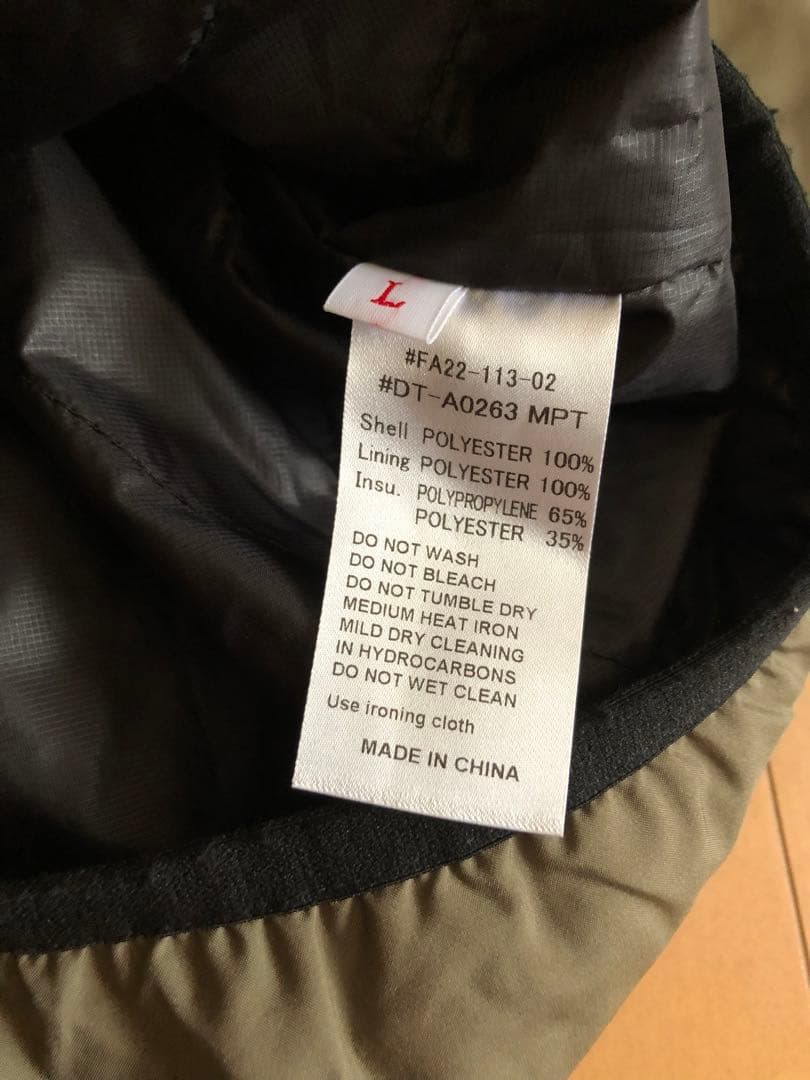 L
#FA22-113-02
#DT-A0263 MPT
Shell POLYESTER 100%
Lining POLYESTER 100%
Insu. POLYPROPYLENE 65%
POLYESTER 35%
DO NOT WASH
DO NOT BLEACH
DO NOT TUMBLE DRY
MEDIUM HEAT IRON
MILD DRY CLEANING
IN HYDROCARBONS
DO NOT WET CLEAN
Use ironing cloth
MADE IN CHINA